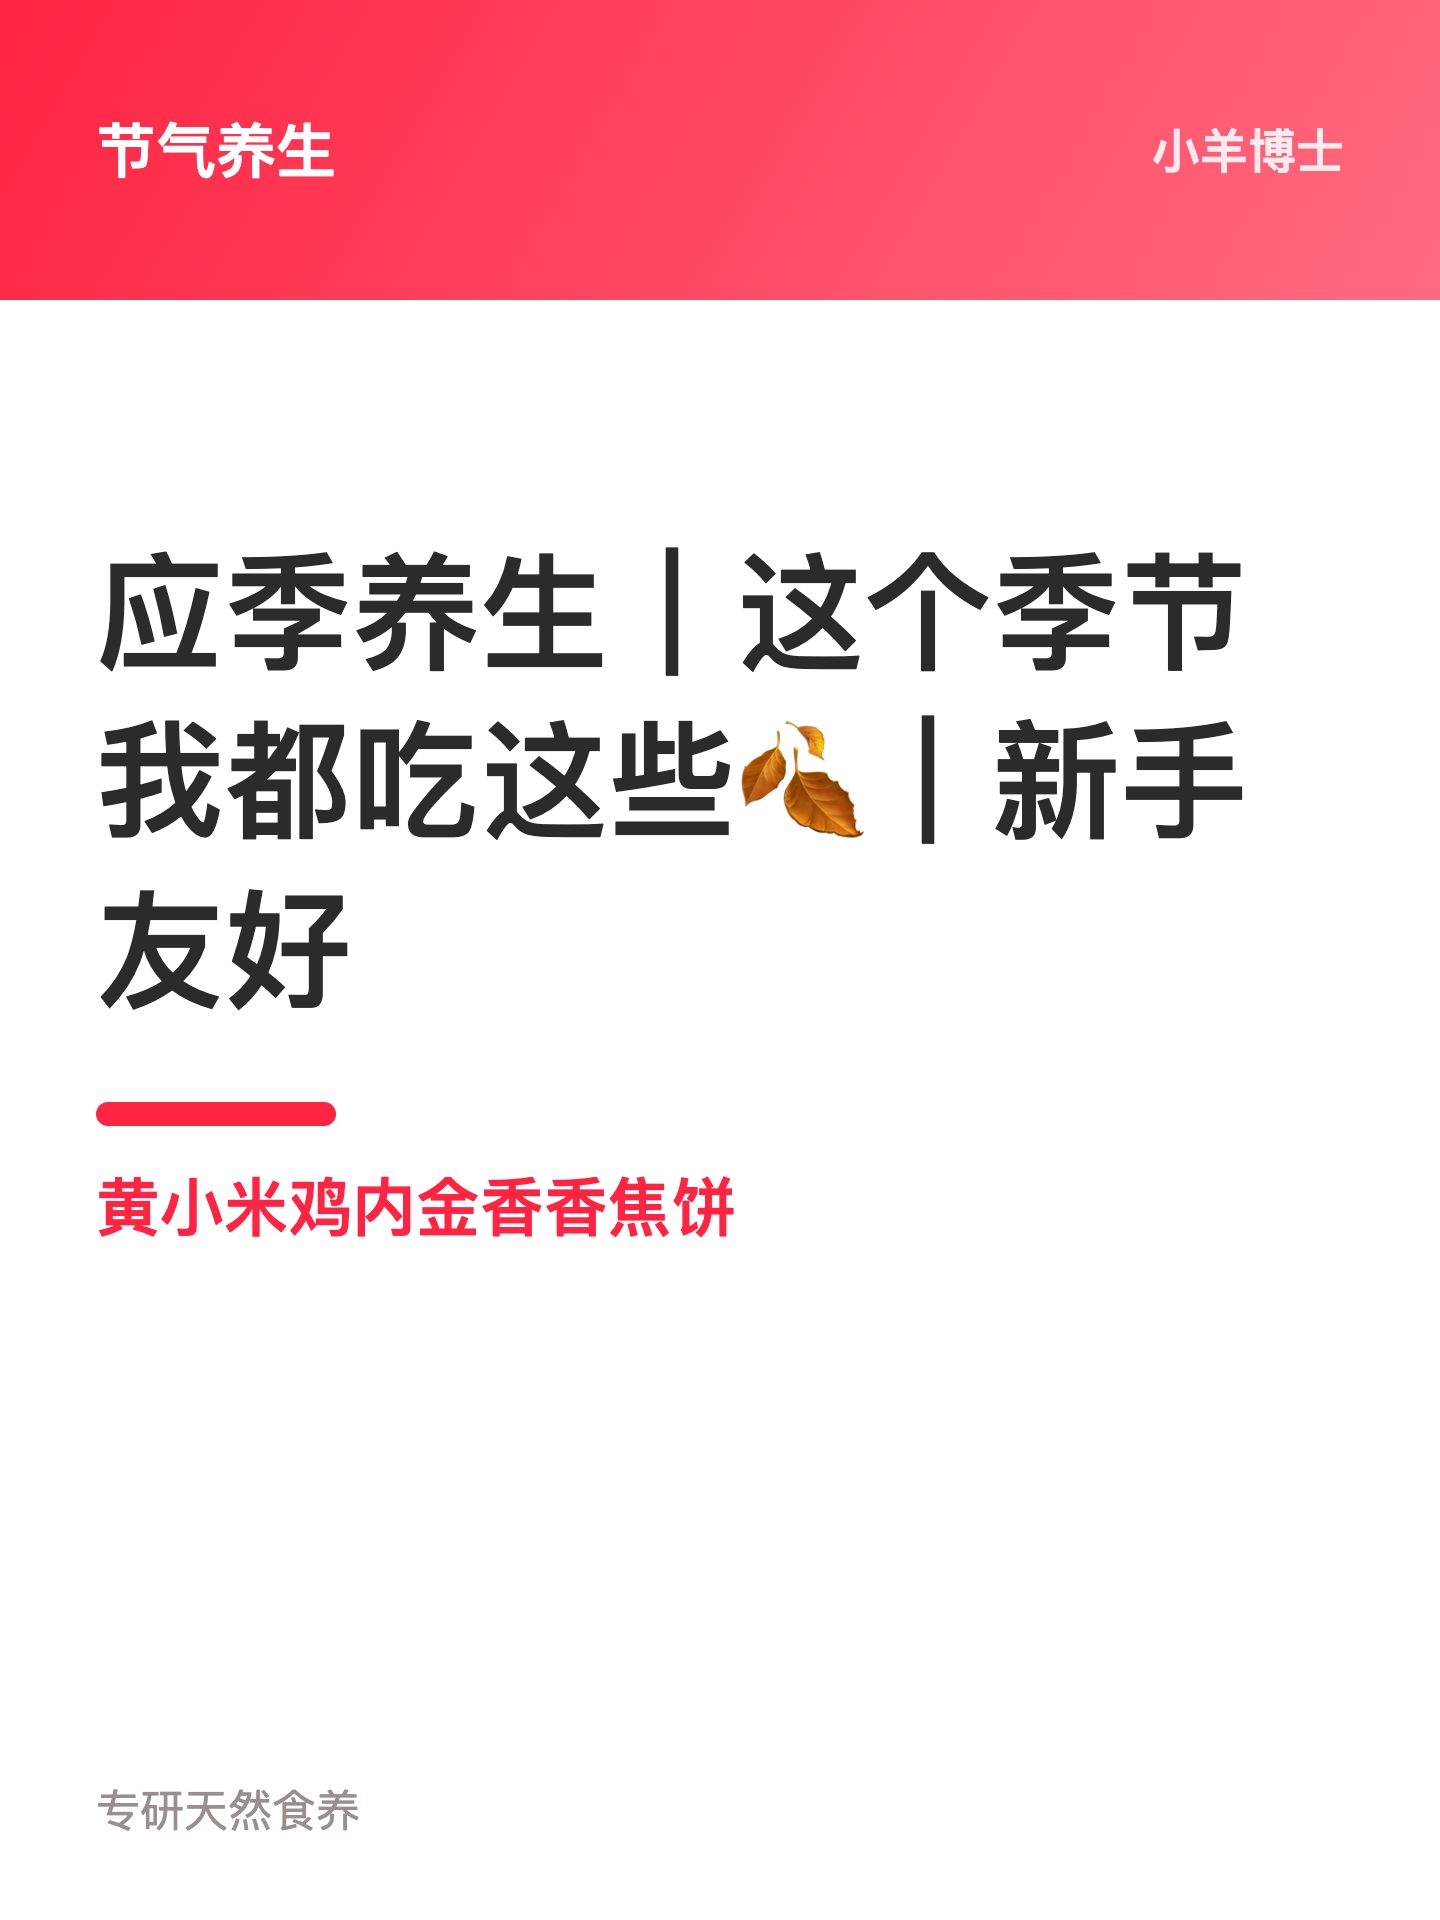 节气养生
小羊博士
应季养生｜这个季节
我都吃这些🍂｜新手
友好
黄小米鸡内金香香焦饼
专研天然食养